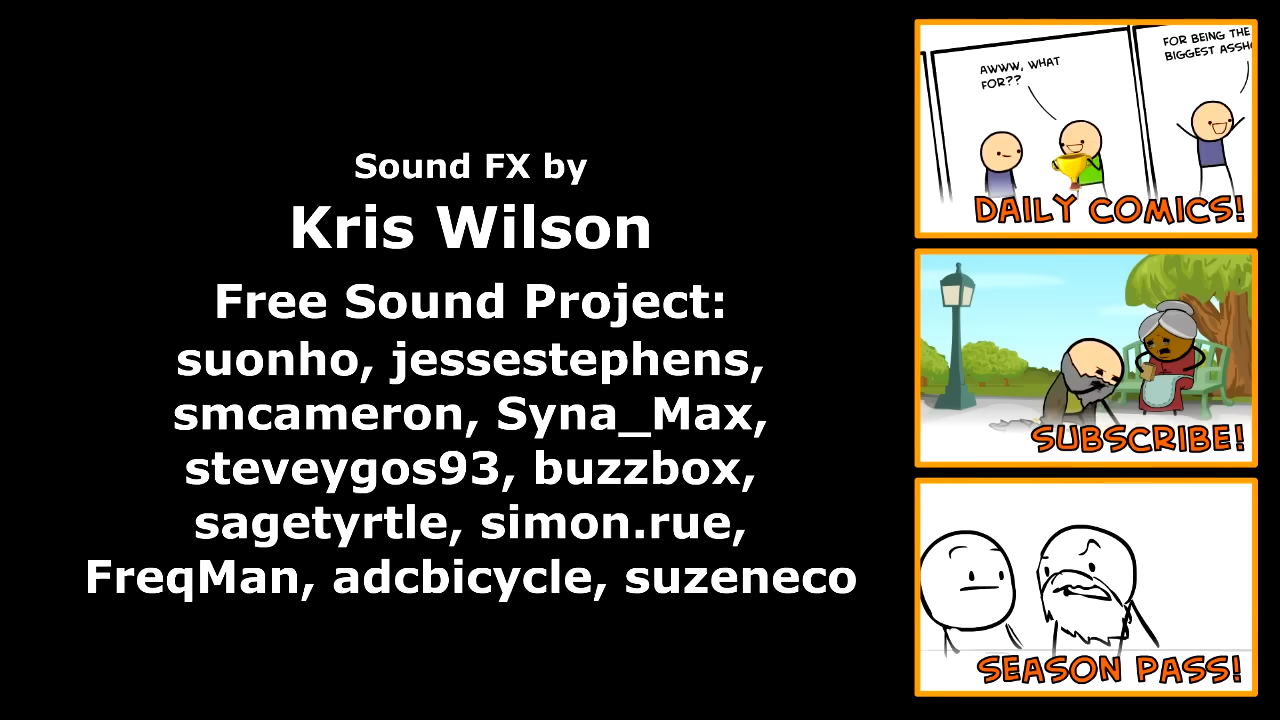 Sound FX by
Kris Wilson
Free Sound Project:
suonho, jessestephens,
smcameron, Syna_Max,
steveygos93, buzzbox,
sagetyrtle, simon.rue,
FreqMan, adcbicycle, suzeneco
AWWW, WHAT
FOR??
FOR BEING THE
BIGGEST
DAILY COMICS!
SUBSCRIBE!
SEASON PASS!